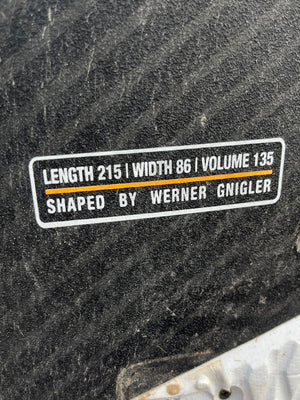 LENGTH 215 | WIDTH 86 | VOLUME 135
SHAPED BY WERNER GNIGLER